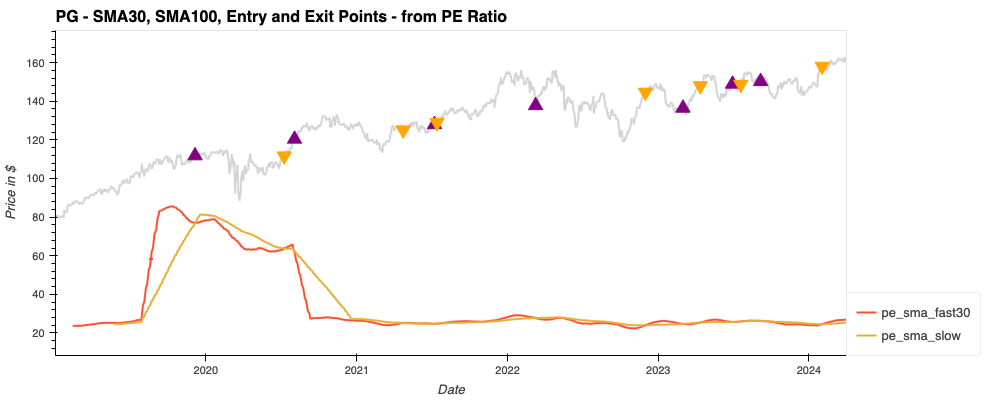 PG - SMA30, SMA100, Entry and Exit Points - from PE Ratio
Price in $
160
140
120
100
80
60
40
20
2020
2021
2022
2023
2024
Date
pe_sma_fast30
pe_sma_slow